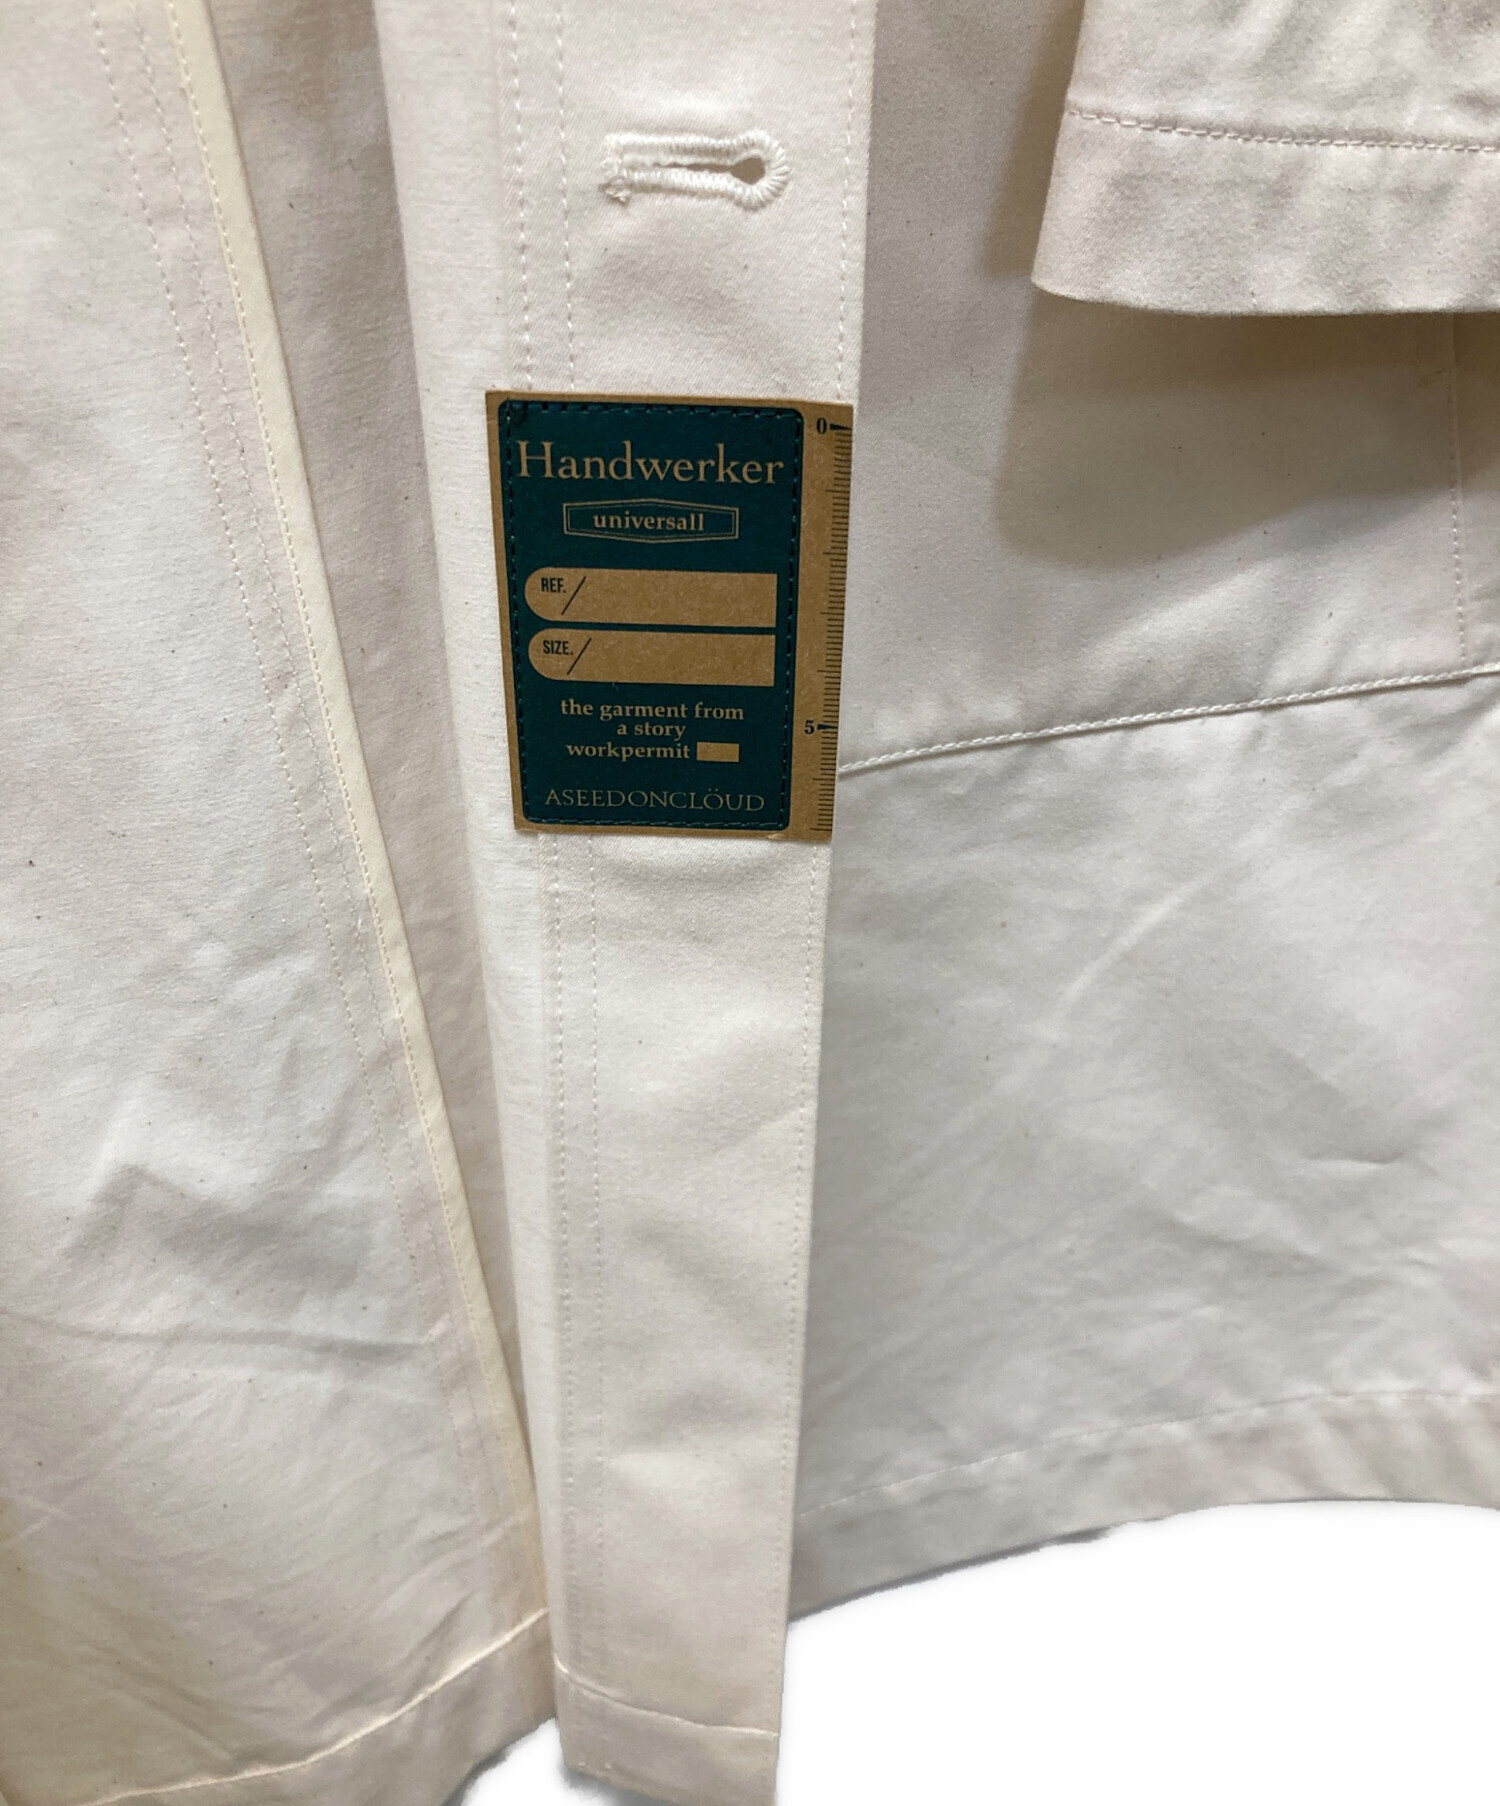 Handwerker
universall
REF. /
SIZE. /
the garment from
a story
workpermit
ASEEDONCLÖUD
0
5